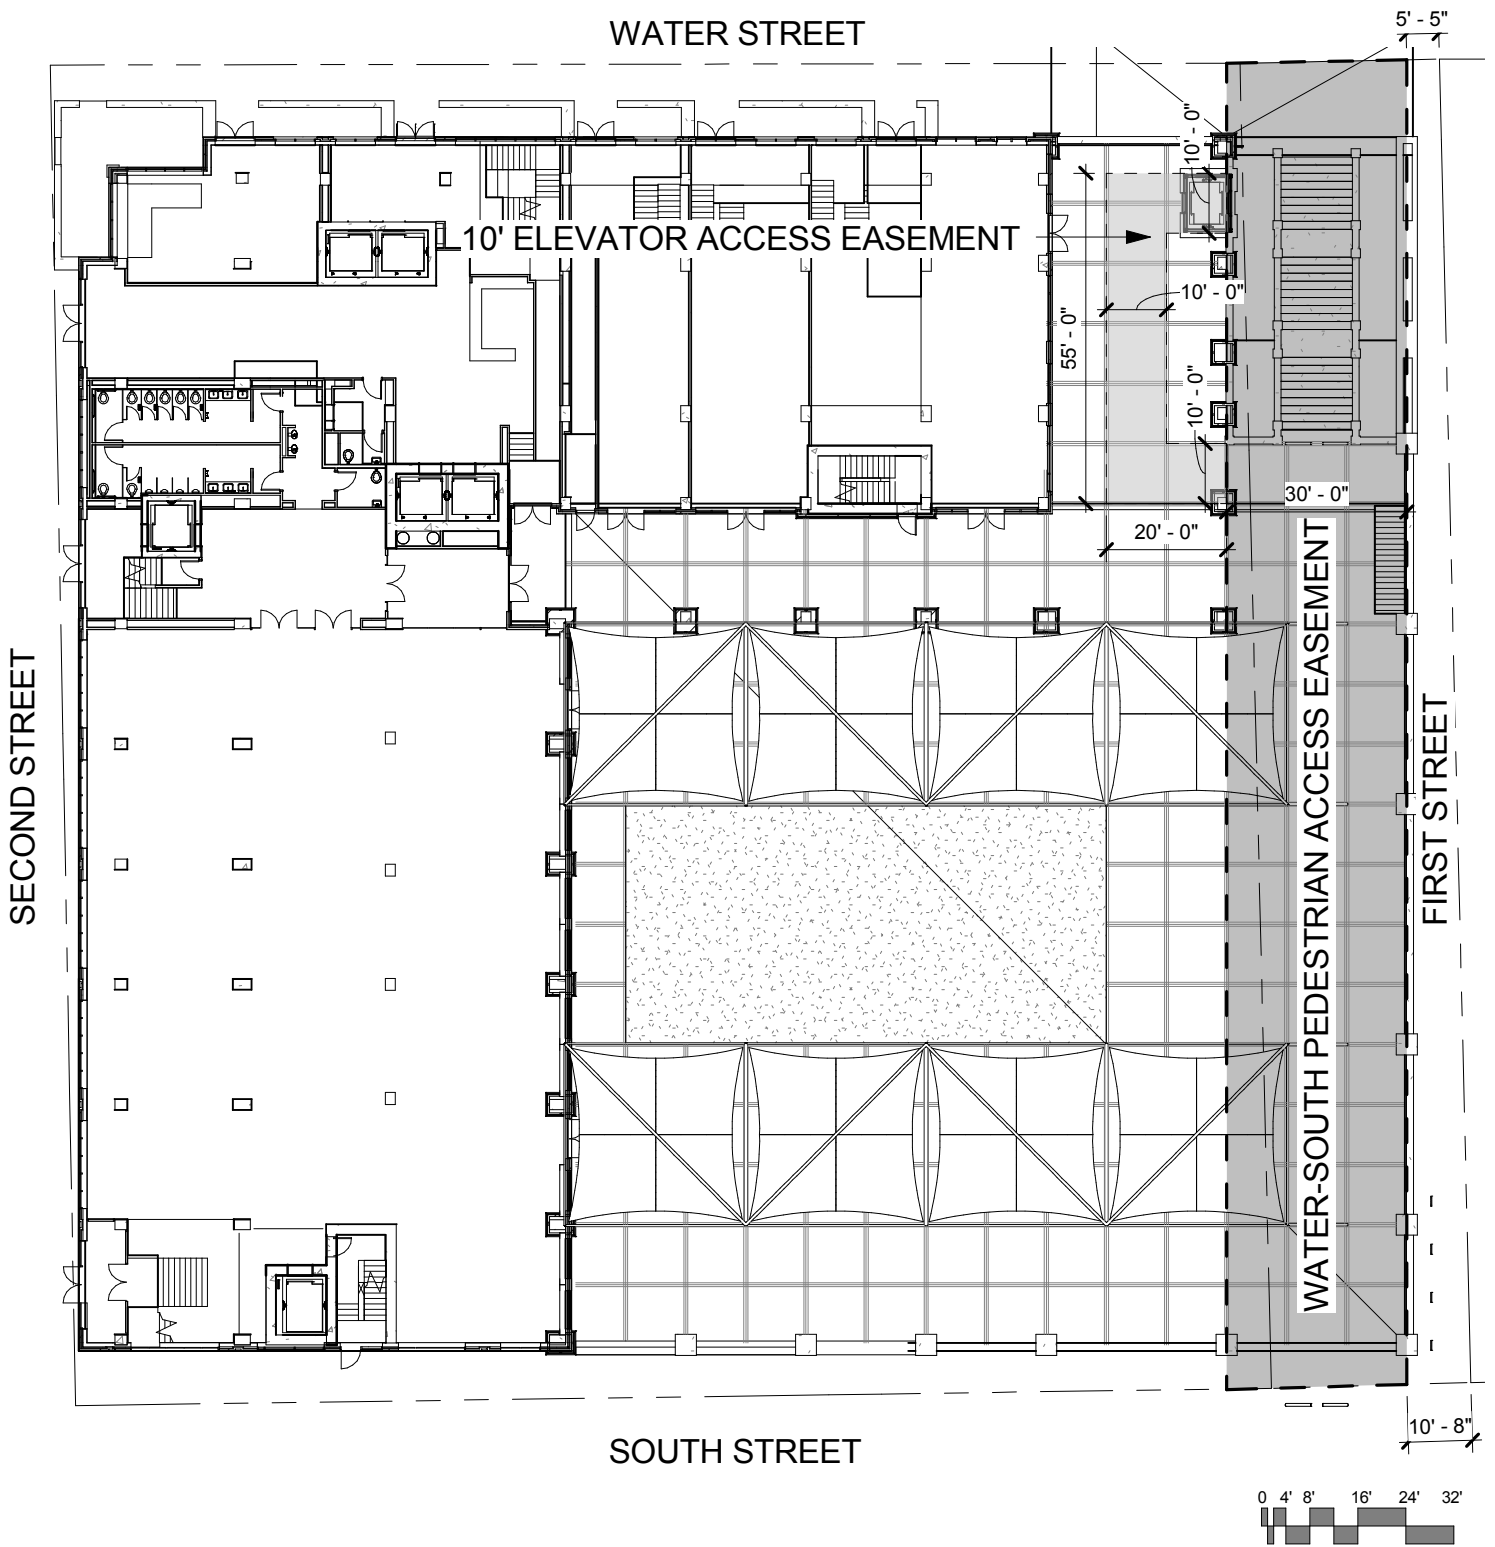 WATER STREET
5' - 5"
10' - 0"
10' ELEVATOR ACCESS EASEMENT
10' - 0"
55' - 0"
10' - 0"
30' - 0"
20' - 0"
WATER-SOUTH PEDESTRIAN ACCESS EASEMENT
SECOND STREET
FIRST STREET
10' - 8"
SOUTH STREET
0 4' 8' 16' 24' 32'